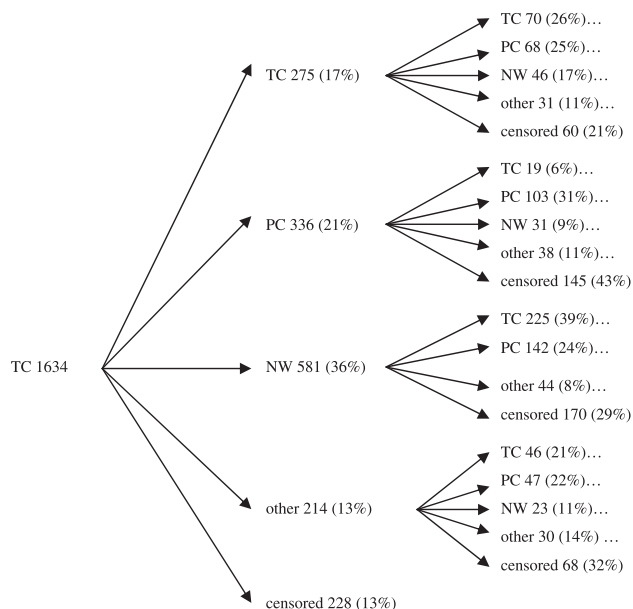 TC 70 (26%)…
PC 68 (25%)…
TC 275 (17%)
NW 46 (17%)…
other 31 (11%)…
censored 60 (21%)
TC 19 (6%)…
PC 103 (31%)…
PC 336 (21%)
NW 31 (9%)…
other 38 (11%)…
censored 145 (43%)
TC 225 (39%)…
PC 142 (24%)…
TC 1634
NW 581 (36%)
other 44 (8%)…
censored 170 (29%)
TC 46 (21%)…
PC 47 (22%)…
other 214 (13%)
NW 23 (11%)…
other 30 (14%) …
censored 68 (32%)
censored 228 (13%)